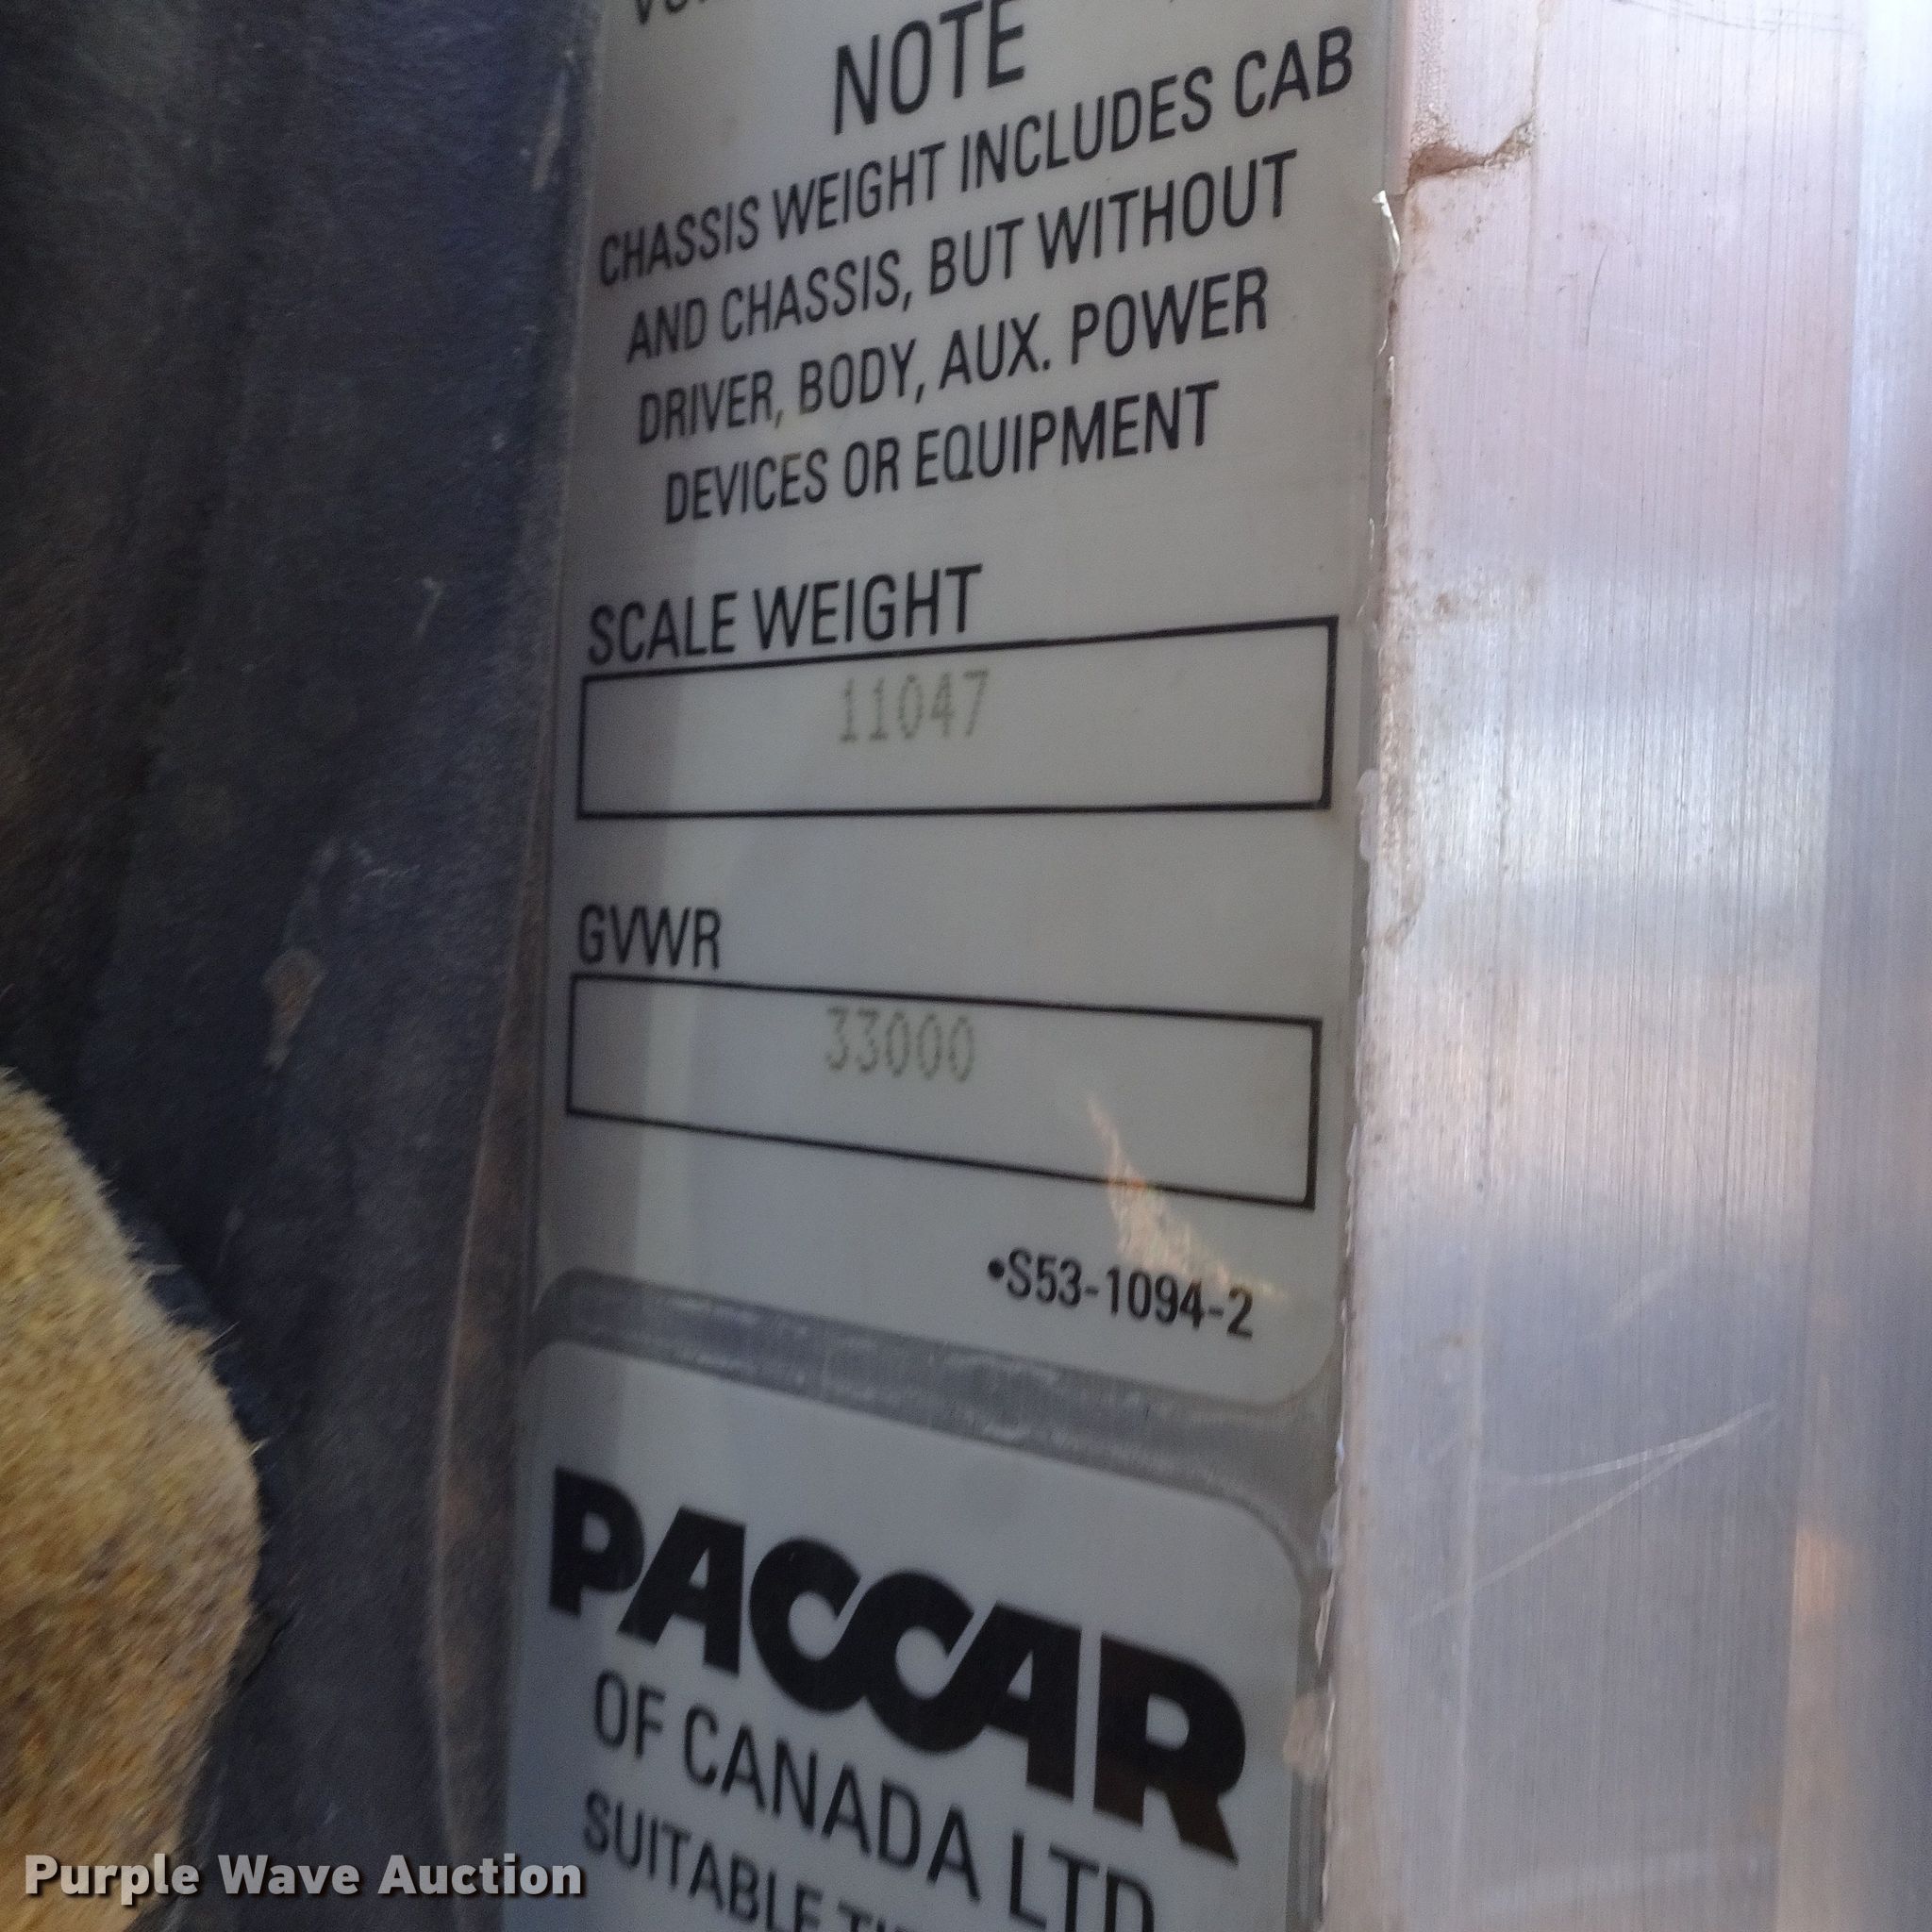 NOTE
CHASSIS WEIGHT INCLUDES CAB
AND CHASSIS, BUT WITHOUT
DRIVER, BODY, AUX. POWER
DEVICES OR EQUIPMENT
SCALE WEIGHT
11047
GVWR
33000
•S53-1094-2
PACCAR
OF CANADA LTD
SUITABLE
Purple Wave Auction